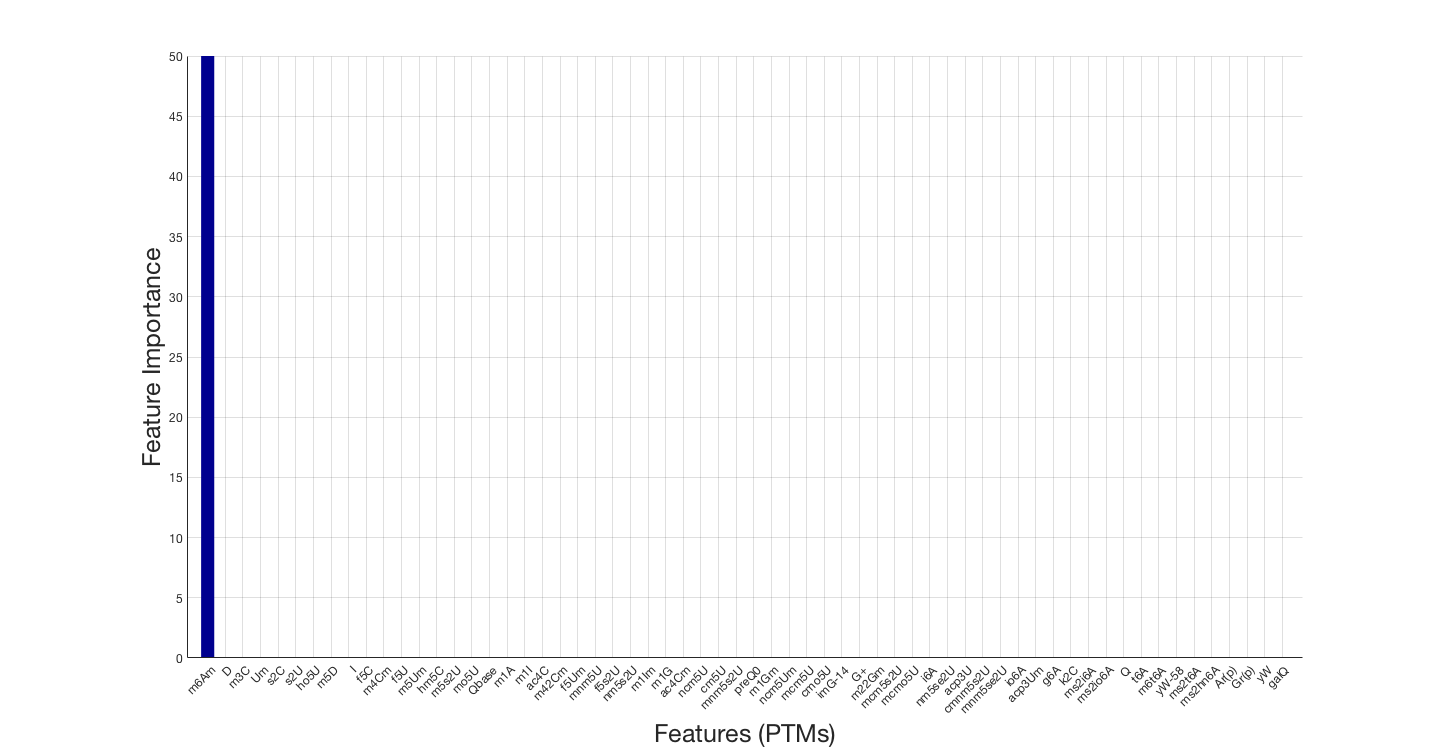 50
45
40
35
30
25
20
15
10
5
0
Feature Importance
m6Am
D
m3C
Um
s2C
s2U
ho5U
m5D
I
f5C
m4Cm
f5U
m5Um
hm5C
m5s2U
mo5U
Qbase
m1A
m1I
ac4C
m42Cm
f5Um
mnm5U
f5s2U
nm5s2U
m1Im
m1G
ac4Cm
ncm5U
cm5U
mnm5s2U
preQ0
m1Gm
ncm5Um
mcm5U
cmo5U
imG-14
G+
m22Gm
mcm5s2U
mcmo5U
i6A
nm5se2U
acp3U
cmnm5s2U
mnm5se2U
io6A
acp3Um
g6A
k2C
ms2i6A
ms2io6A
Q
t6A
m6t6A
yW-58
ms2t6A
ms2hn6A
Ar(p)
Gr(p)
yW
galQ
Features (PTMs)